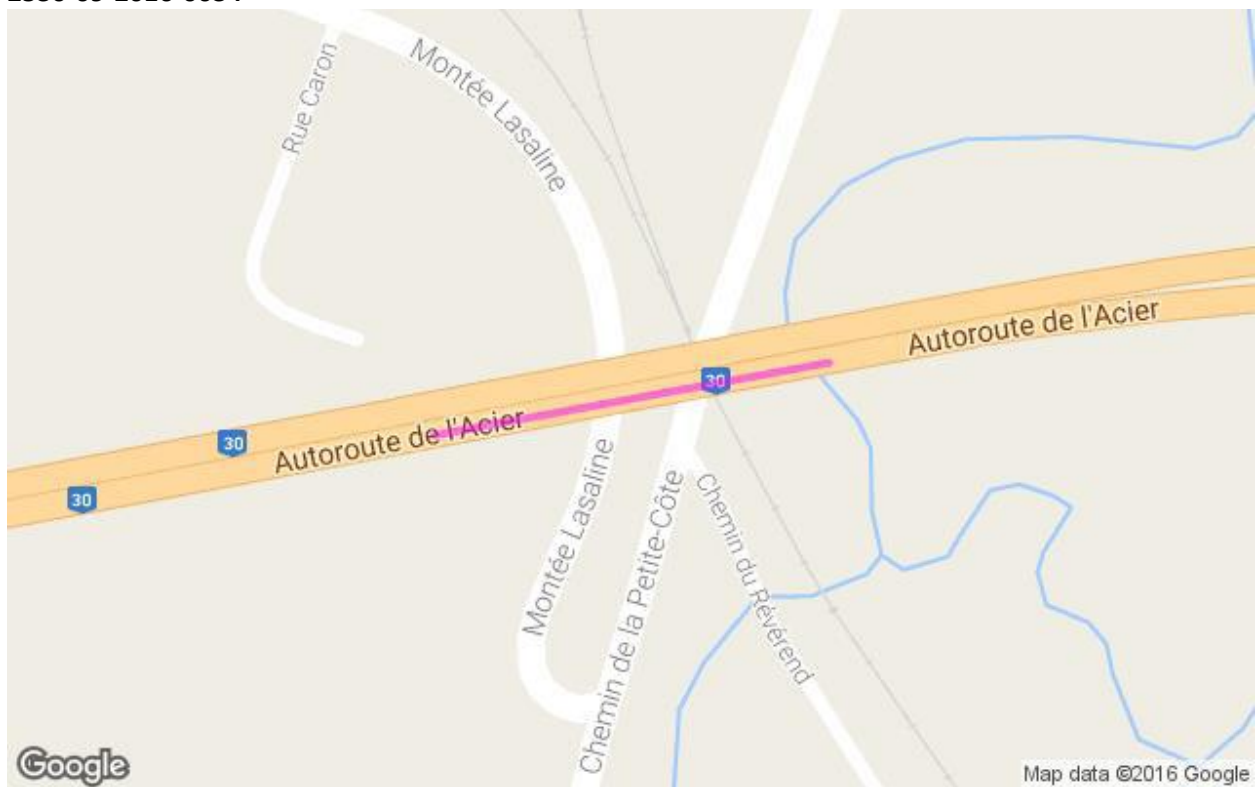 Montée Lasaline
Rue Caron
Autoroute de l'Acier
30
30
Autoroute de l'Acier
30
Montée Lasaline
Chemin de la Petite-Côte
Chemin du Révérend
Google
Map data ©2016 Google